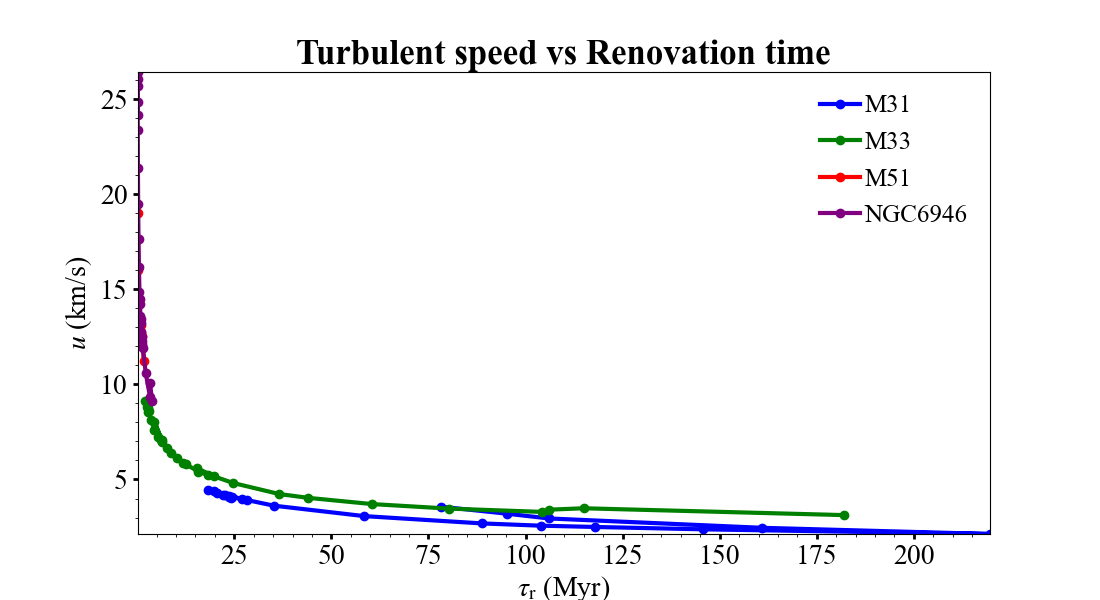 Turbulent speed vs Renovation time
25
20
15
10
5
u (km/s)
M31
M33
M51
NGC6946
25 50 75 100 125 150 175 200
τr (Myr)